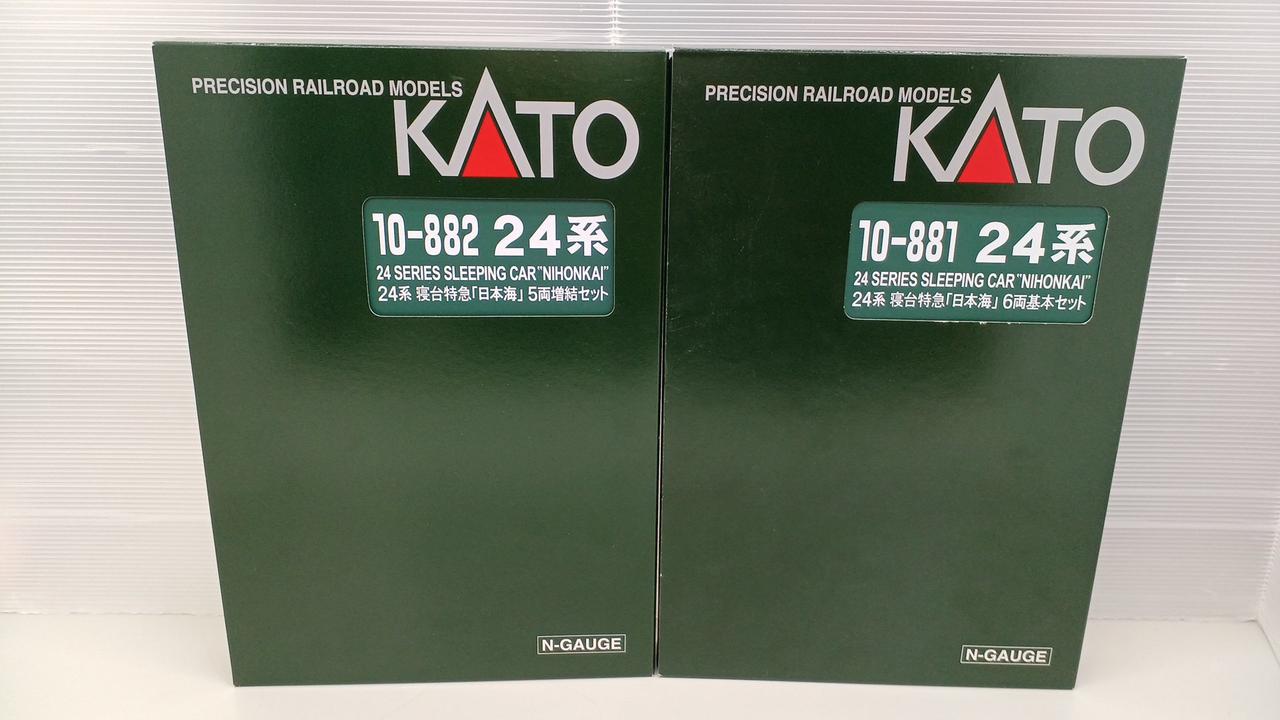 PRECISION RAILROAD MODELS
KATO
10-882 24系
24 SERIES SLEEPING CAR "NIHONKAI"
24系 寝台特急「日本海」 5両増結セット
N-GAUGE
PRECISION RAILROAD MODELS
KATO
10-881 24系
24 SERIES SLEEPING CAR "NIHONKAI"
24系 寝台特急「日本海」 6両基本セット
N-GAUGE